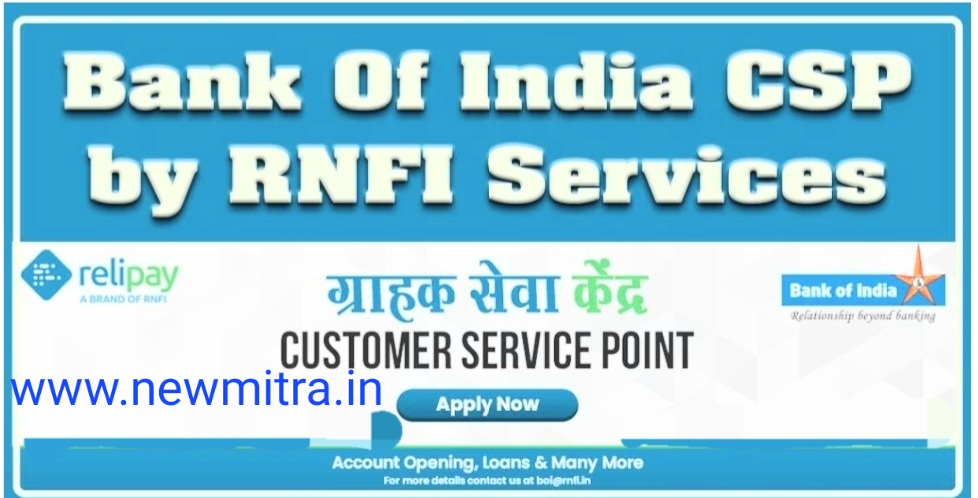 Bank Of India CSP
by RNFI Services
relipay
A BRAND OF RNFI
ग्राहक सेवा केंद्र
Bank of India
Relationship beyond banking
CUSTOMER SERVICE POINT
www.newmitra.in
Apply Now
Account Opening, Loans & Many More
For more details contact us at boi@rnfi.in